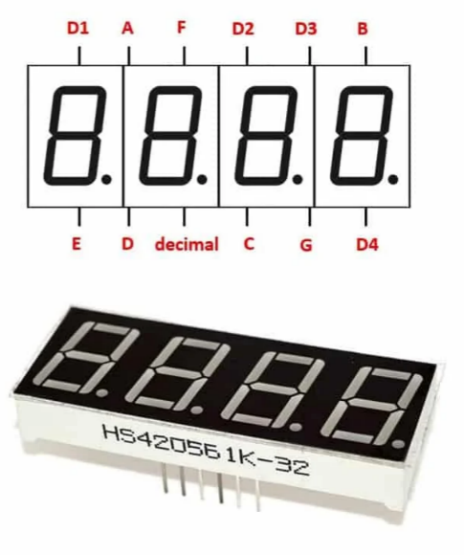 D1 A F D2 D3 B
E D decimal C G D4
HS420561K-32